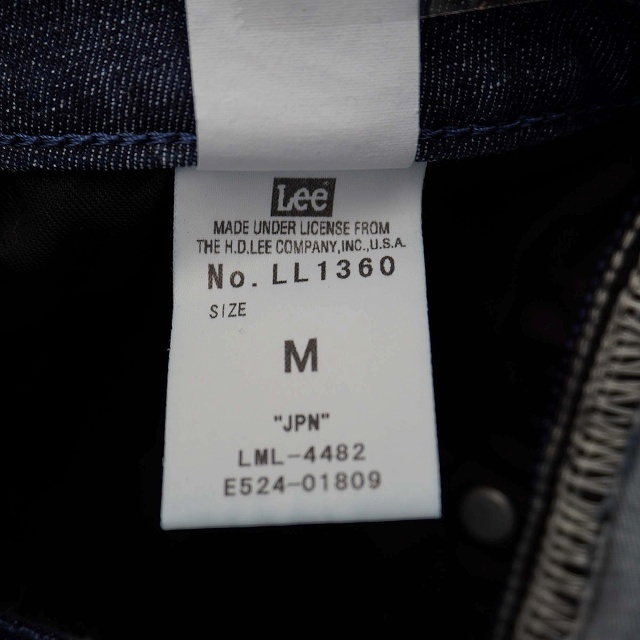 Lee
MADE UNDER LICENSE FROM
THE H.D.LEE COMPANY,INC.,U.S.A.
No. LL1360
SIZE
M
"JPN"
LML-4482
E524-01809